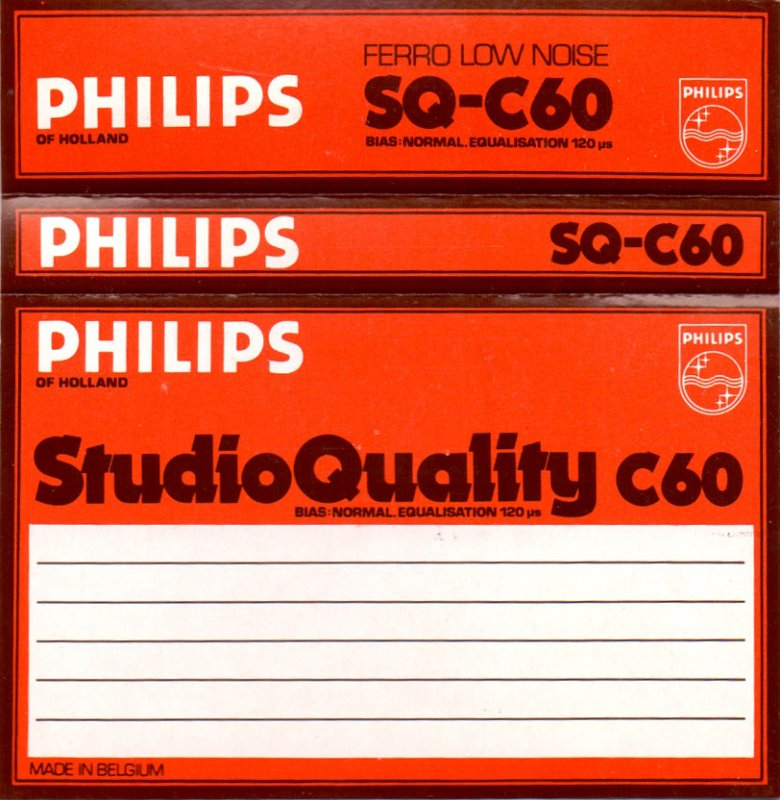 FERRO LOW NOISE
PHILIPS SQ-C60
OF HOLLAND BIAS:NORMAL. EQUALISATION 120 µs
PHILIPS
PHILIPS SQ-C60
PHILIPS
OF HOLLAND
PHILIPS
StudioQuality C60
BIAS:NORMAL. EQUALISATION 120 µs
MADE IN BELGIUM